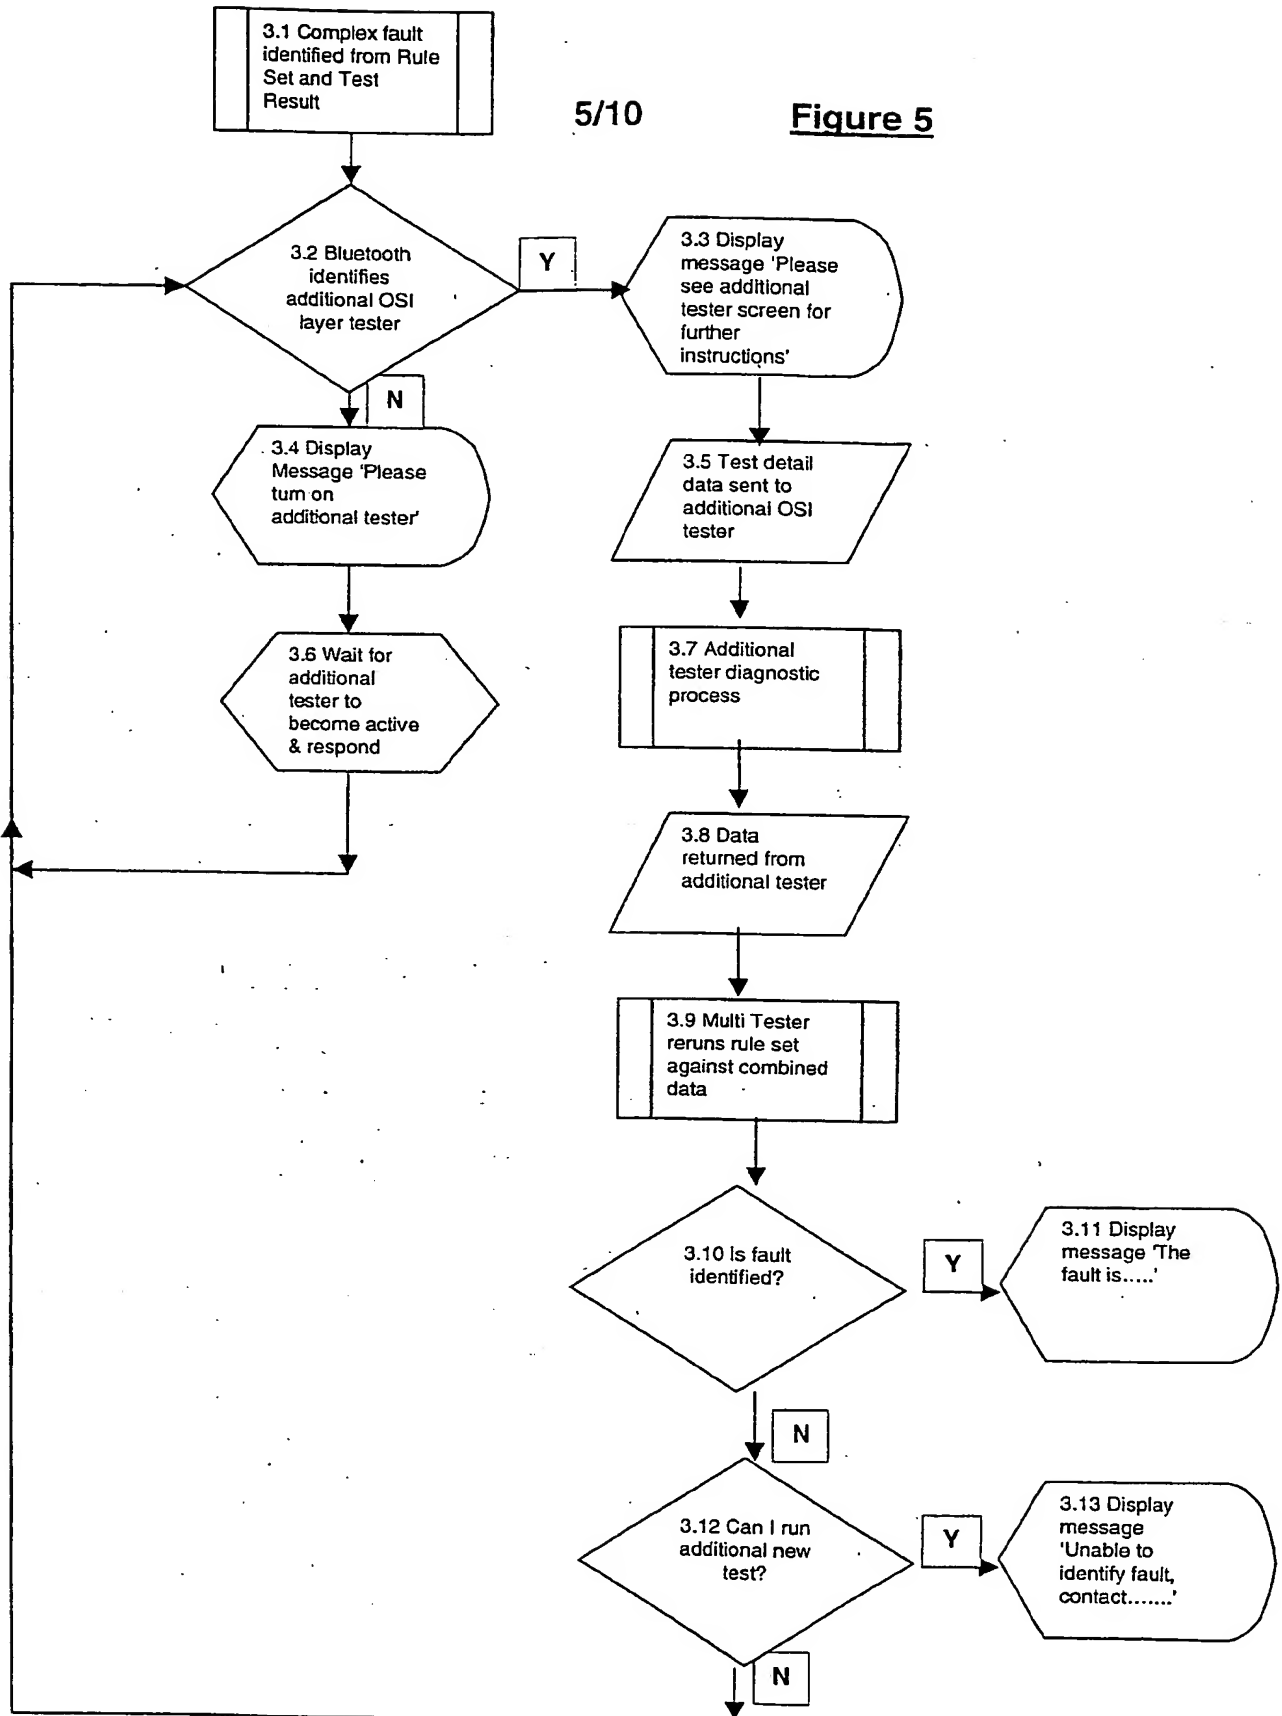 3.1 Complex fault
identified from Rule
Set and Test
Result
5/10
Figure 5
3.2 Bluetooth
identifies
additional OSI
layer tester
Y
3.3 Display
message 'Please
see additional
tester screen for
further
instructions'
N
3.4 Display
Message 'Please
turn on
additional tester'
3.5 Test detail
data sent to
additional OSI
tester
3.6 Wait for
additional
tester to
become active
& respond
3.7 Additional
tester diagnostic
process
3.8 Data
returned from
additional tester
3.9 Multi Tester
reruns rule set
against combined
data
3.10 Is fault
identified?
Y
3.11 Display
message 'The
fault is.....'
N
3.12 Can I run
additional new
test?
Y
3.13 Display
message
'Unable to
identify fault,
contact.......'
N